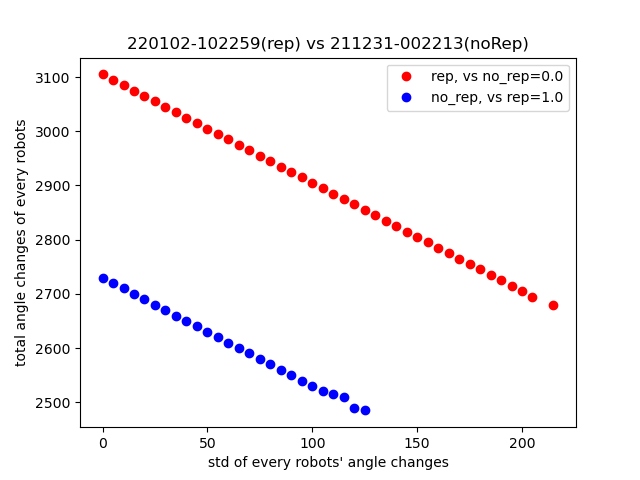 220102-102259(rep) vs 211231-002213(noRep)
rep, vs no_rep=0.0
no_rep, vs rep=1.0
total angle changes of every robots
3100
3000
2900
2800
2700
2600
2500
0 50 100 150 200
std of every robots' angle changes